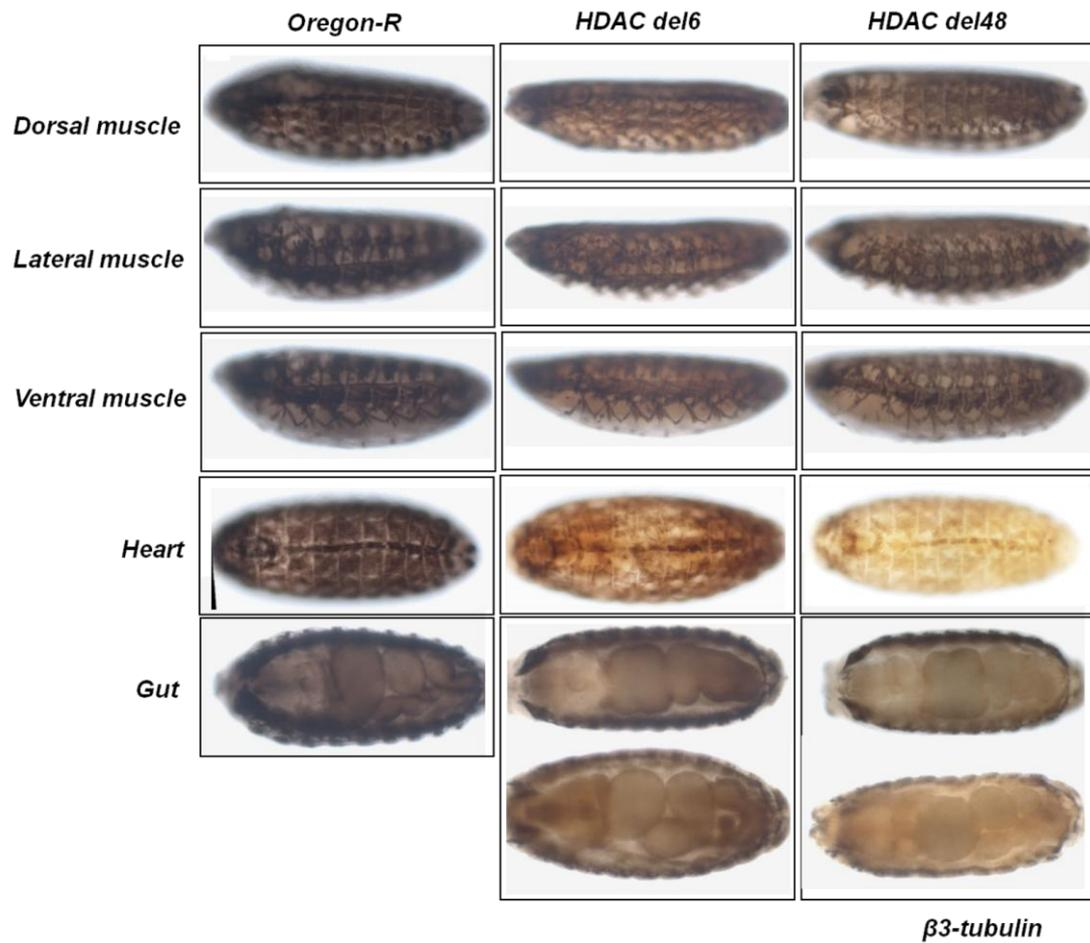 Oregon-R HDAC del6 HDAC del48
Dorsal muscle
Lateral muscle
Ventral muscle
Heart
Gut
β3-tubulin